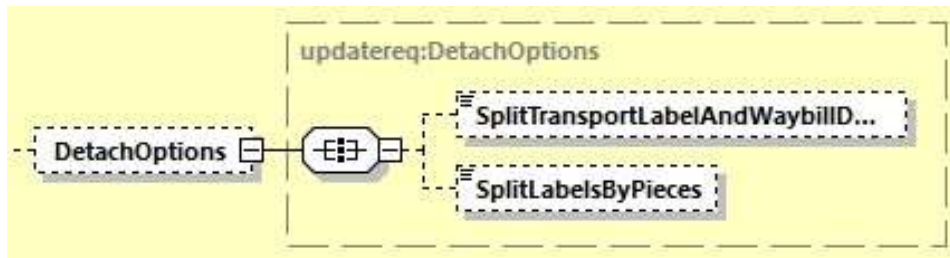 updatereq:DetachOptions
SplitTransportLabelAndWaybillD...
DetachOptions
SplitLabelsByPieces